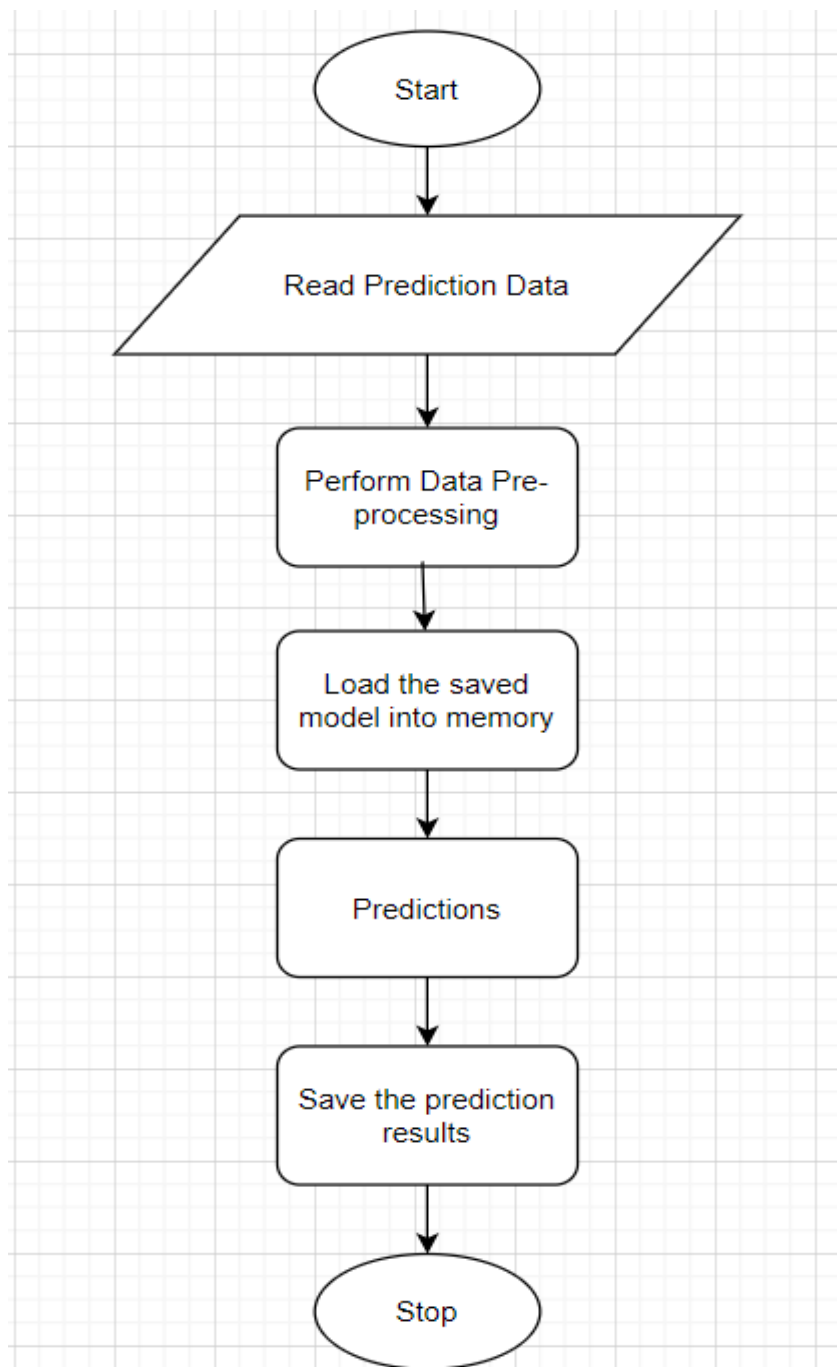 Start
Read Prediction Data
Perform Data Pre-
processing
Load the saved
model into memory
Predictions
Save the prediction
results
Stop